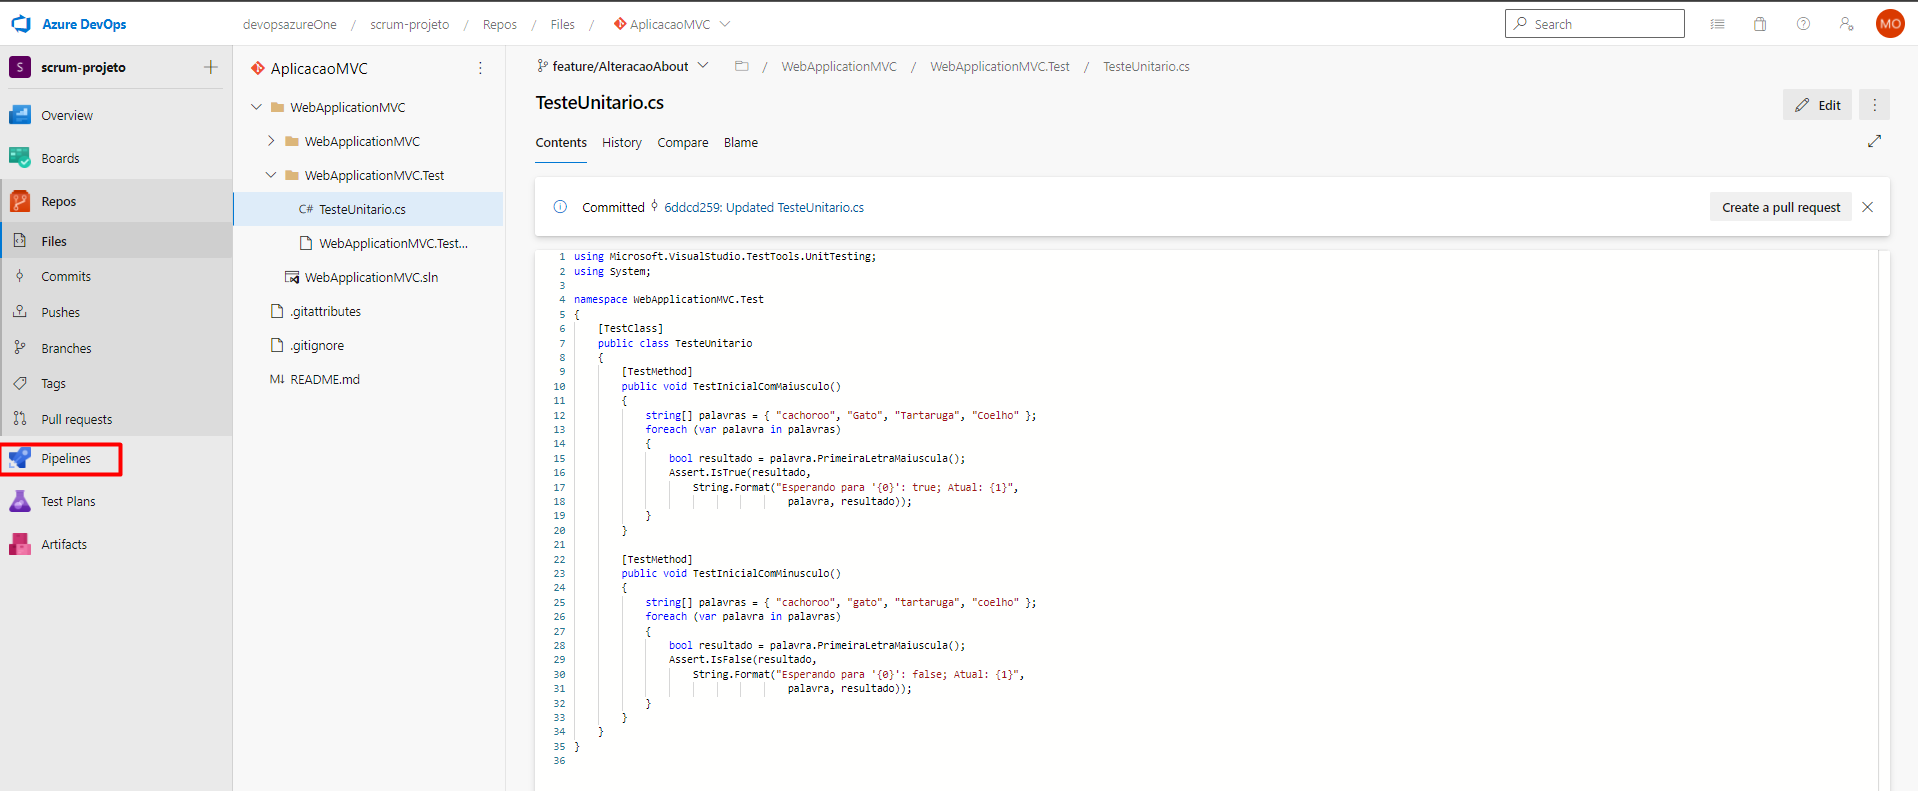 Azure DevOps
devopsazureOne / scrum-projeto / Repos / Files / AplicacaoMVC
Search
MO
S scrum-projeto
Overview
Boards
Repos
Files
Commits
Pushes
Branches
Tags
Pull requests
Pipelines
Test Plans
Artifacts
AplicacaoMVC
WebApplicationMVC
WebApplicationMVC
WebApplicationMVC.Test
C# TesteUnitario.cs
WebApplicationMVC.Test...
WebApplicationMVC.sln
.gitattributes
.gitignore
M↓ README.md
feature/AlteracaoAbout / WebApplicationMVC / WebApplicationMVC.Test / TesteUnitario.cs
TesteUnitario.cs
Edit
Contents History Compare Blame
Committed 6ddcd259: Updated TesteUnitario.cs
Create a pull request
1 using Microsoft.VisualStudio.TestTools.UnitTesting;
2 using System;
3
4 namespace WebApplicationMVC.Test
5 {
6 [TestClass]
7 public class TesteUnitario
8 {
9 [TestMethod]
10 public void TestInicialComMaiusculo()
11 {
12 string[] palavras = { "cachoroo", "Gato", "Tartaruga", "Coelho" };
13 foreach (var palavra in palavras)
14 {
15 bool resultado = palavra.PrimeiraLetraMaiuscula();
16 Assert.IsTrue(resultado,
17 String.Format("Esperando para '{0}': true; Atual: {1}",
18 palavra, resultado));
19 }
20 }
21
22 [TestMethod]
23 public void TestInicialComMinusculo()
24 {
25 string[] palavras = { "cachoroo", "gato", "tartaruga", "coelho" };
26 foreach (var palavra in palavras)
27 {
28 bool resultado = palavra.PrimeiraLetraMaiuscula();
29 Assert.IsFalse(resultado,
30 String.Format("Esperando para '{0}': false; Atual: {1}",
31 palavra, resultado));
32 }
33 }
34 }
35 }
36